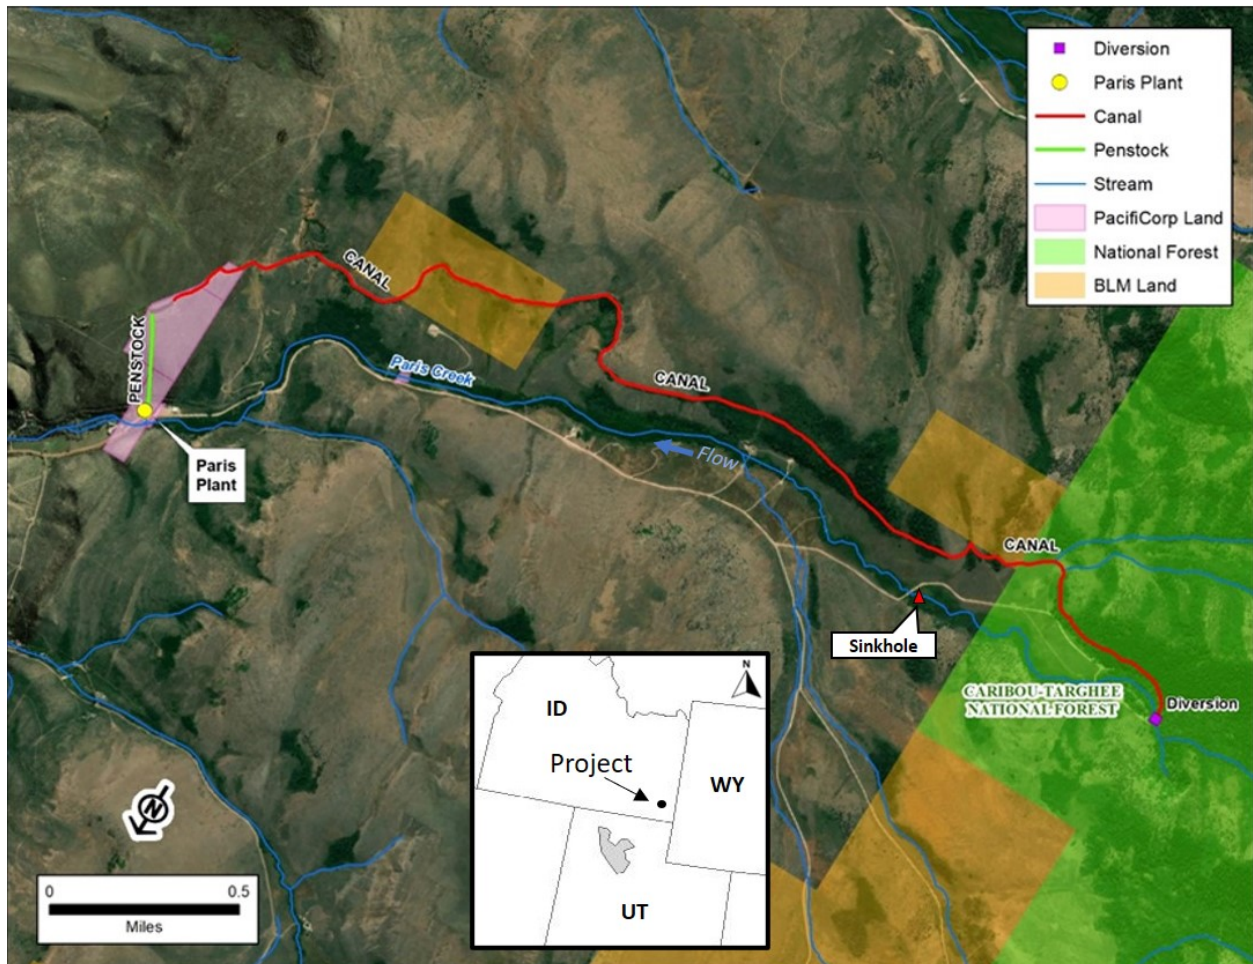 Diversion
Paris Plant
Canal
Penstock
Stream
PacifiCorp Land
National Forest
BLM Land
CANAL
PENSTOCK
Paris Creek
CANAL
Flow
Paris
Plant
CANAL
Sinkhole
CARIBOU-TARGHEE
NATIONAL FOREST
Diversion
N
ID
Project
WY
UT
N
0 0.5
Miles